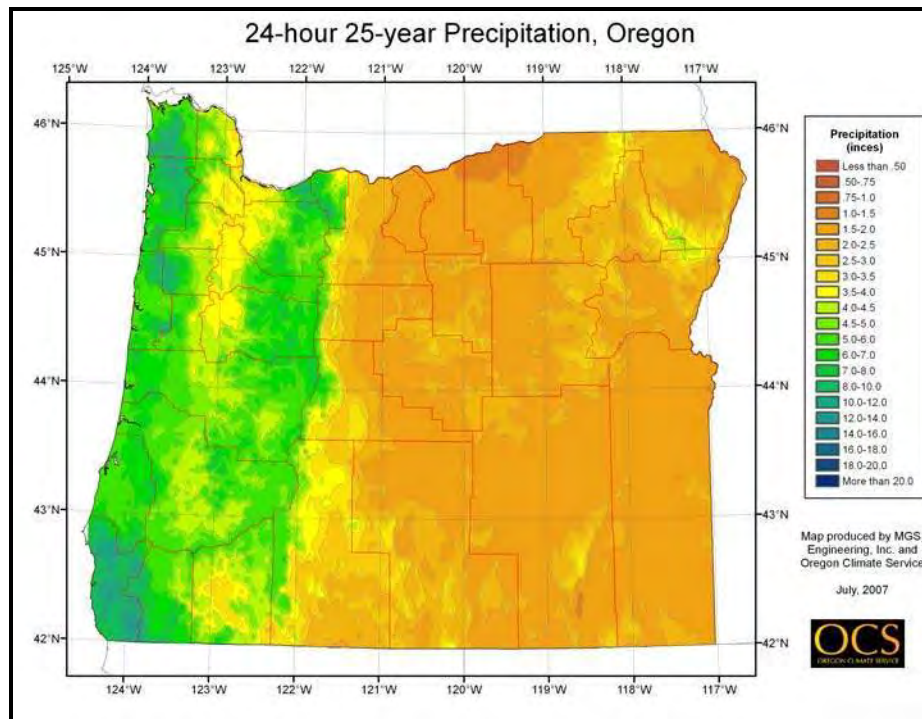 24-hour 25-year Precipitation, Oregon
125°W 124°W 123°W 122°W 121°W 120°W 119°W 118°W 117°W
46°N 46°N
45°N 45°N
44°N 44°N
43°N 43°N
42°N 42°N
124°W 123°W 122°W 121°W 120°W 119°W 118°W 117°W
Precipitation
(inces)
Less than .50
.50-.75
.75-1.0
1.0-1.5
1.5-2.0
2.0-2.5
2.5-3.0
3.0-3.5
3.5-4.0
4.0-4.5
4.5-5.0
5.0-6.0
6.0-7.0
7.0-8.0
8.0-10.0
10.0-12.0
12.0-14.0
14.0-16.0
16.0-18.0
18.0-20.0
More than 20.0
Map produced by MGS
Engineering, Inc. and
Oregon Climate Service
July, 2007
OCS
OREGON CLIMATE SERVICE